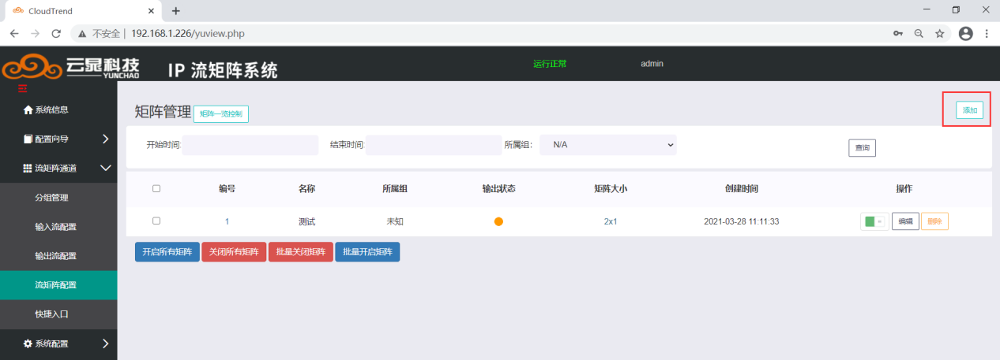 CloudTrend
不安全 | 192.168.1.226/yuview.php
云晁科技
YUNCHAO
IP 流矩阵系统
运行正常
admin
系统信息
配置向导
流矩阵通道
分组管理
输入流配置
输出流配置
流矩阵配置
快捷入口
系统配置
矩阵管理 矩阵一览控制
添加
开始时间: 结束时间: 所属组: N/A 查询
编号 名称 所属组 输出状态 矩阵大小 创建时间 操作
1 测试 未知 2x1 2021-03-28 11:11:33 编辑 删除
开启所有矩阵 关闭所有矩阵 批量关闭矩阵 批量开启矩阵